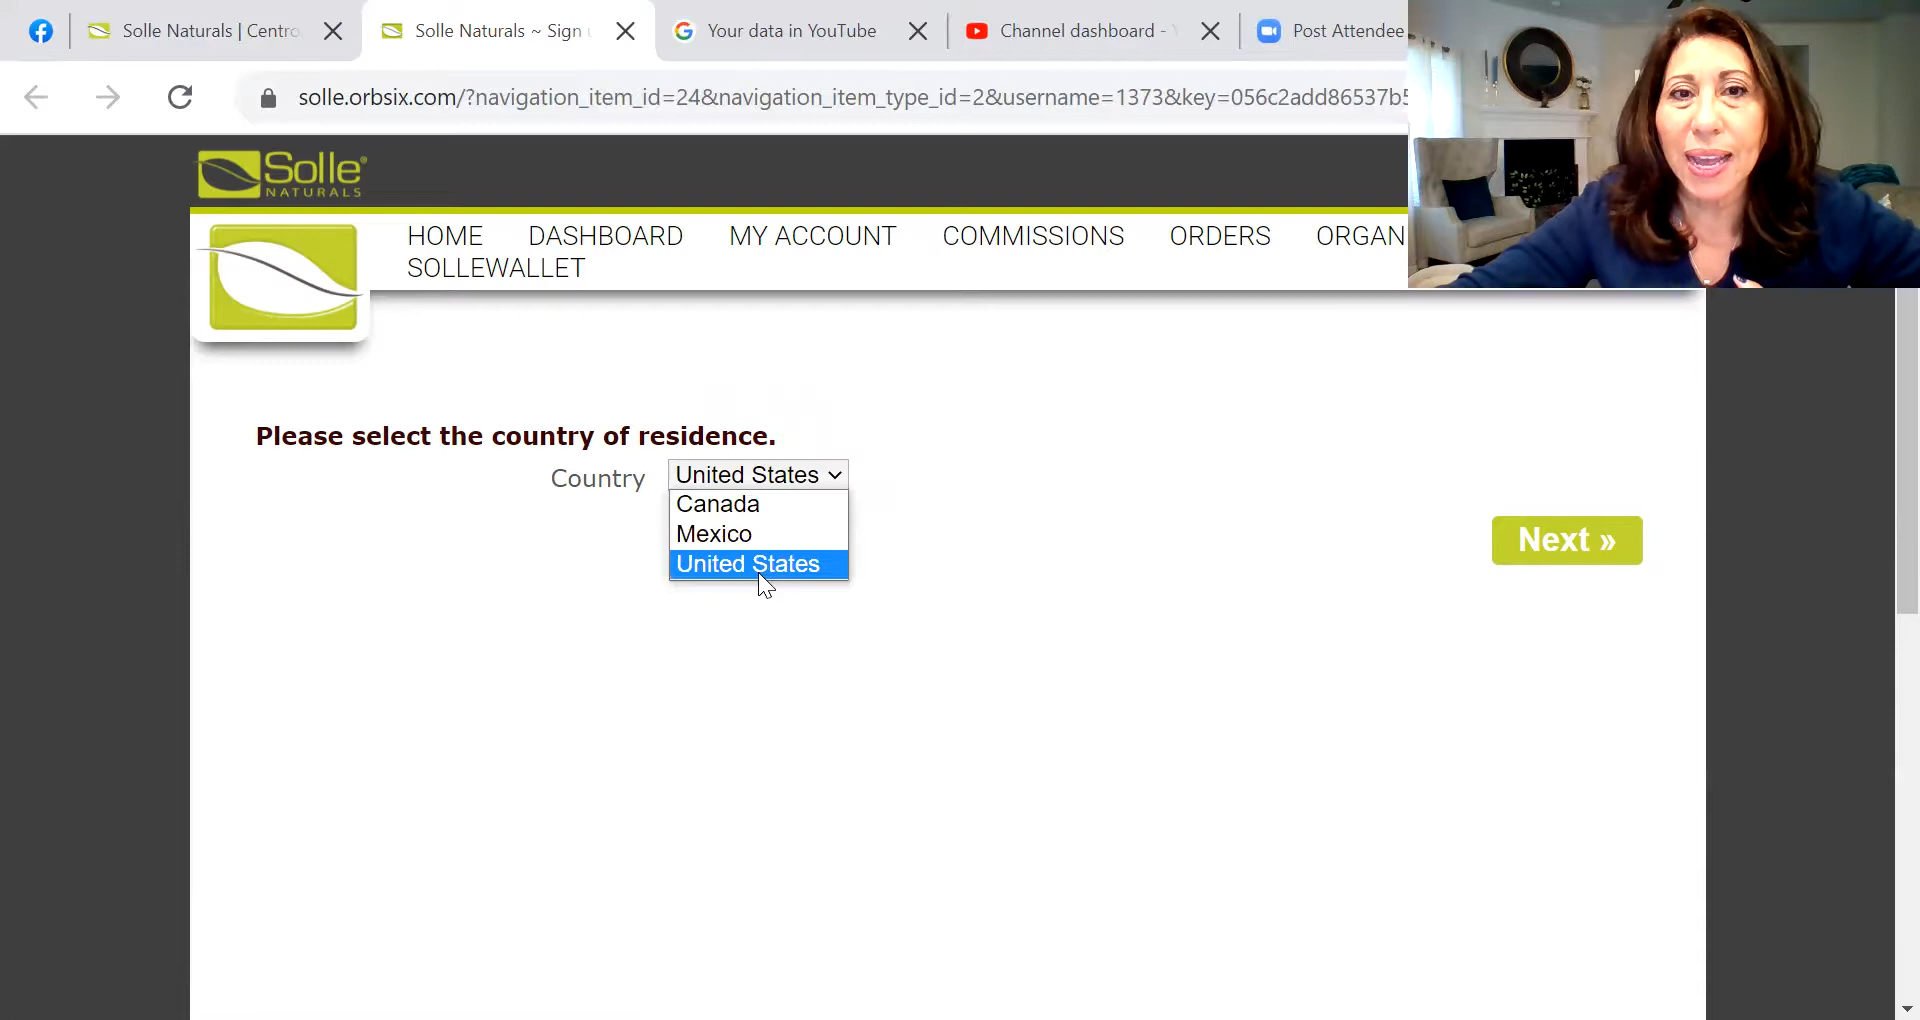 Solle Naturals | Centro
Solle Naturals ~ Sign
Your data in YouTube
Channel dashboard -
Post Attendee
solle.orbsix.com/?navigation_item_id=24&navigation_item_type_id=2&username=1373&key=056c2add86537b5
Solle®
NATURALS
HOME DASHBOARD MY ACCOUNT COMMISSIONS ORDERS ORGAN
SOLLEWALLET
Please select the country of residence.
Country United States
Canada
Mexico
United States
Next »